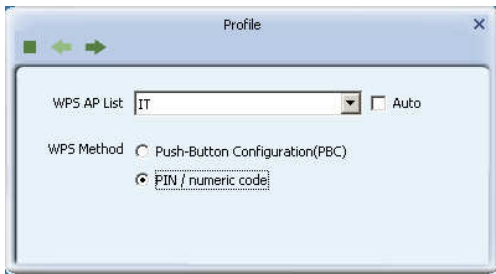 Profile
WPS AP List IT Auto
WPS Method Push-Button Configuration(PBC)
PIN / numeric code